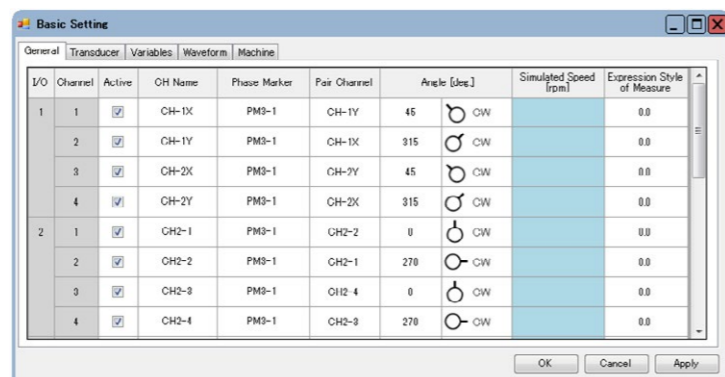 Basic Setting
General Transducer Variables Waveform Machine
I/O Channel Active CH Name Phase Marker Pair Channel Angle [deg.] Simulated Speed [rpm] Expression Style of Measure
1 1 CH-1X PM3-1 CH-1Y 45 CW 0.0
2 CH-1Y PM3-1 CH-1X 315 CW 0.0
3 CH-2X PM3-1 CH-2Y 45 CW 0.0
4 CH-2Y PM3-1 CH-2X 315 CW 0.0
2 1 CH2-1 PM3-1 CH2-2 0 CW 0.0
2 CH2-2 PM3-1 CH2-1 270 CW 0.0
3 CH2-3 PM3-1 CH2-4 0 CW 0.0
4 CH2-4 PM3-1 CH2-3 270 CW 0.0
OK Cancel Apply